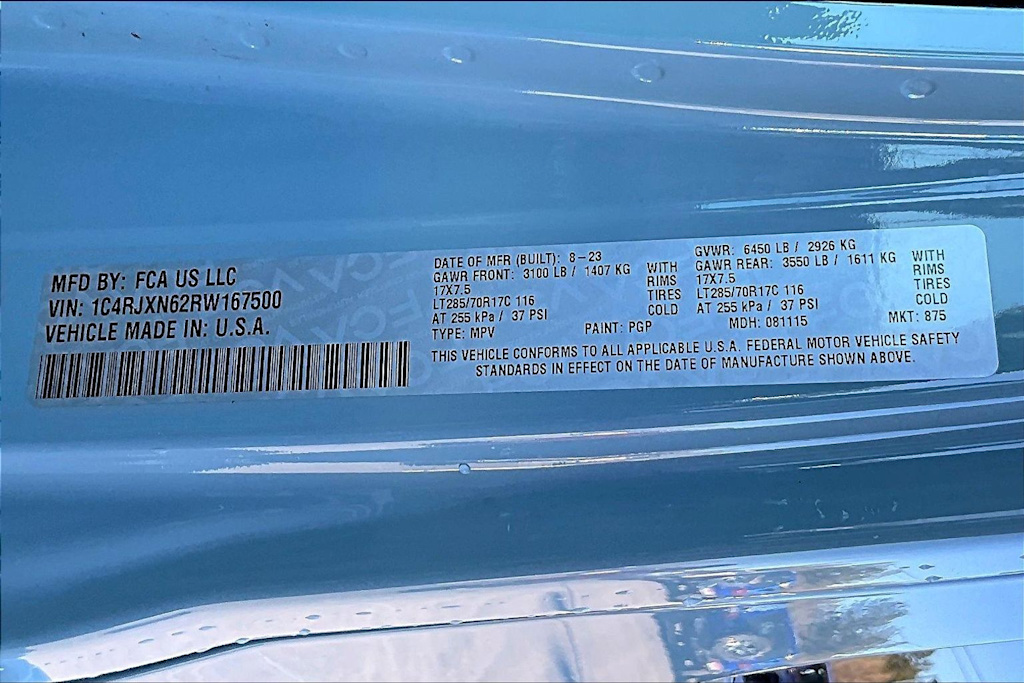 MFD BY: FCA US LLC
VIN: 1C4RJXN62RW167500
VEHICLE MADE IN: U.S.A.
DATE OF MFR (BUILT): 8-23
GAWR FRONT: 3100 LB / 1407 KG WITH
17X7.5 RIMS
LT285/70R17C 116 TIRES
AT 255 kPa / 37 PSI COLD
GVWR: 6450 LB / 2926 KG
GAWR REAR: 3550 LB / 1611 KG WITH
17X7.5 RIMS
LT285/70R17C 116 TIRES
AT 255 kPa / 37 PSI COLD
TYPE: MPV PAINT: PGP MDH: 081115 MKT: 875
THIS VEHICLE CONFORMS TO ALL APPLICABLE U.S.A. FEDERAL MOTOR VEHICLE SAFETY
STANDARDS IN EFFECT ON THE DATE OF MANUFACTURE SHOWN ABOVE.